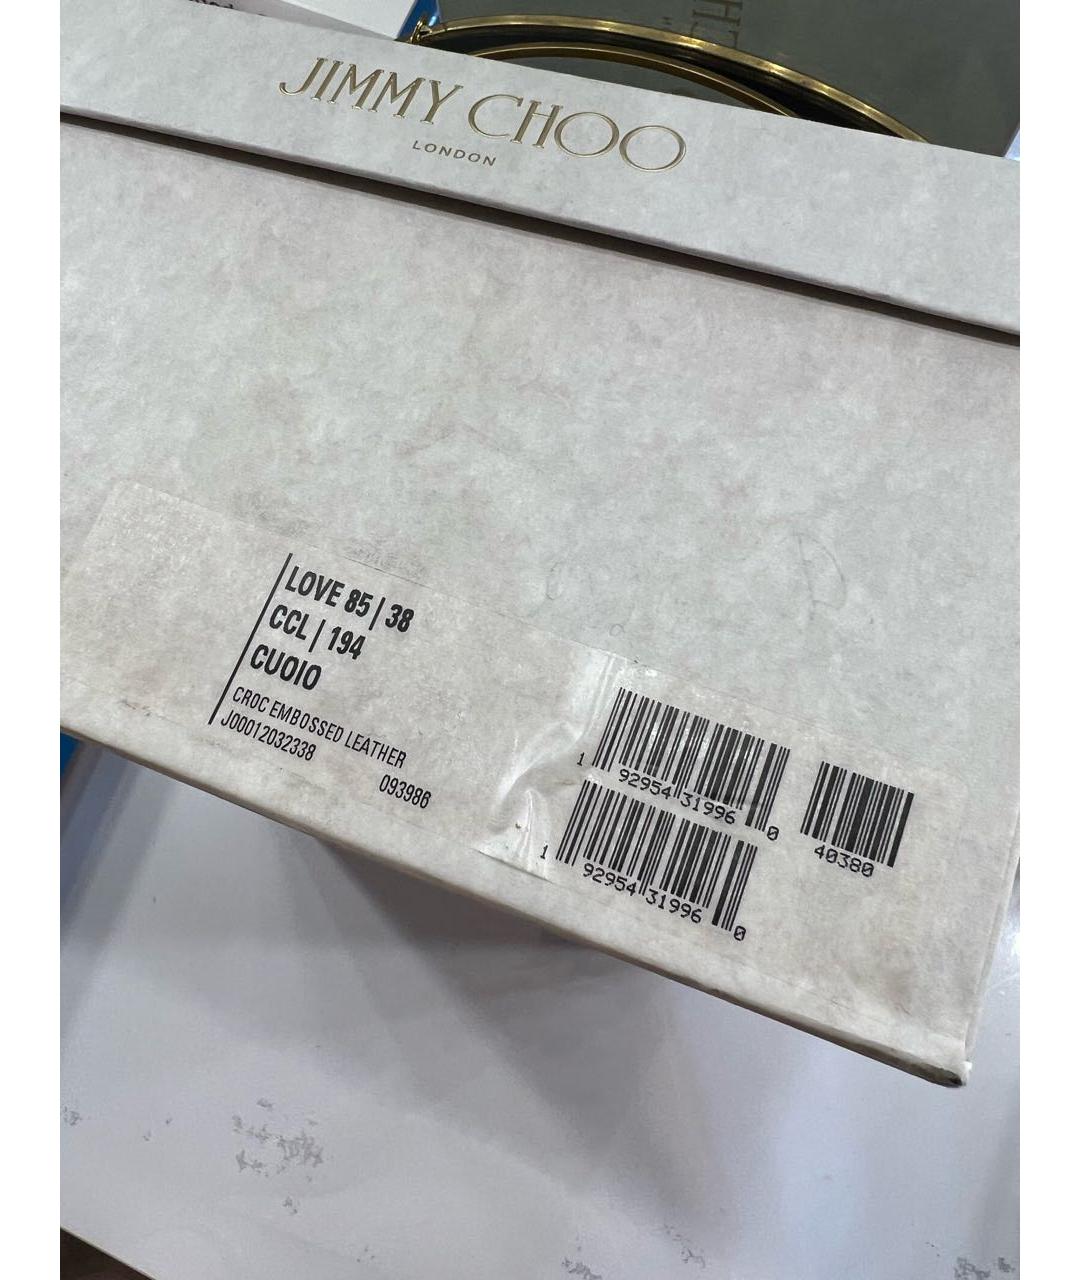 JIMMY CHOO
LONDON
LOVE 85 | 38
CCL | 194
CUOIO
CROC EMBOSSED LEATHER
J00012032338
093986
1 92954 31996 0
40380
1 92954 31996 0